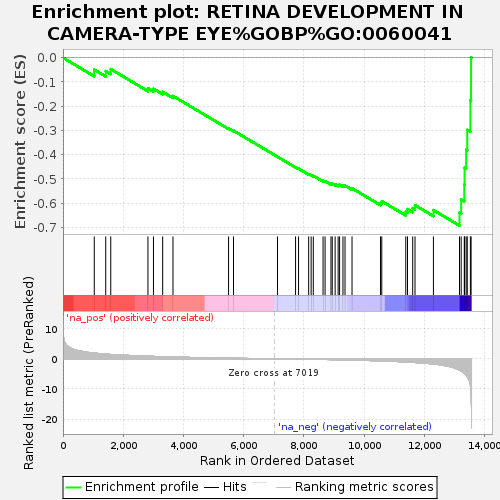 Enrichment plot: RETINA DEVELOPMENT IN
CAMERA-TYPE EYE%GOBP%GO:0060041
Enrichment score (ES)
0.0
-0.1
-0.2
-0.3
-0.4
-0.5
-0.6
-0.7
'na_pos' (positively correlated)
Ranked list metric (PreRanked)
10
5
0
-5
-10
-15
-20
Zero cross at 7019
'na_neg' (negatively correlated)
0
2,000
4,000
6,000
8,000
10,000
12,000
14,000
Rank in Ordered Dataset
Enrichment profile
Hits
Ranking metric scores